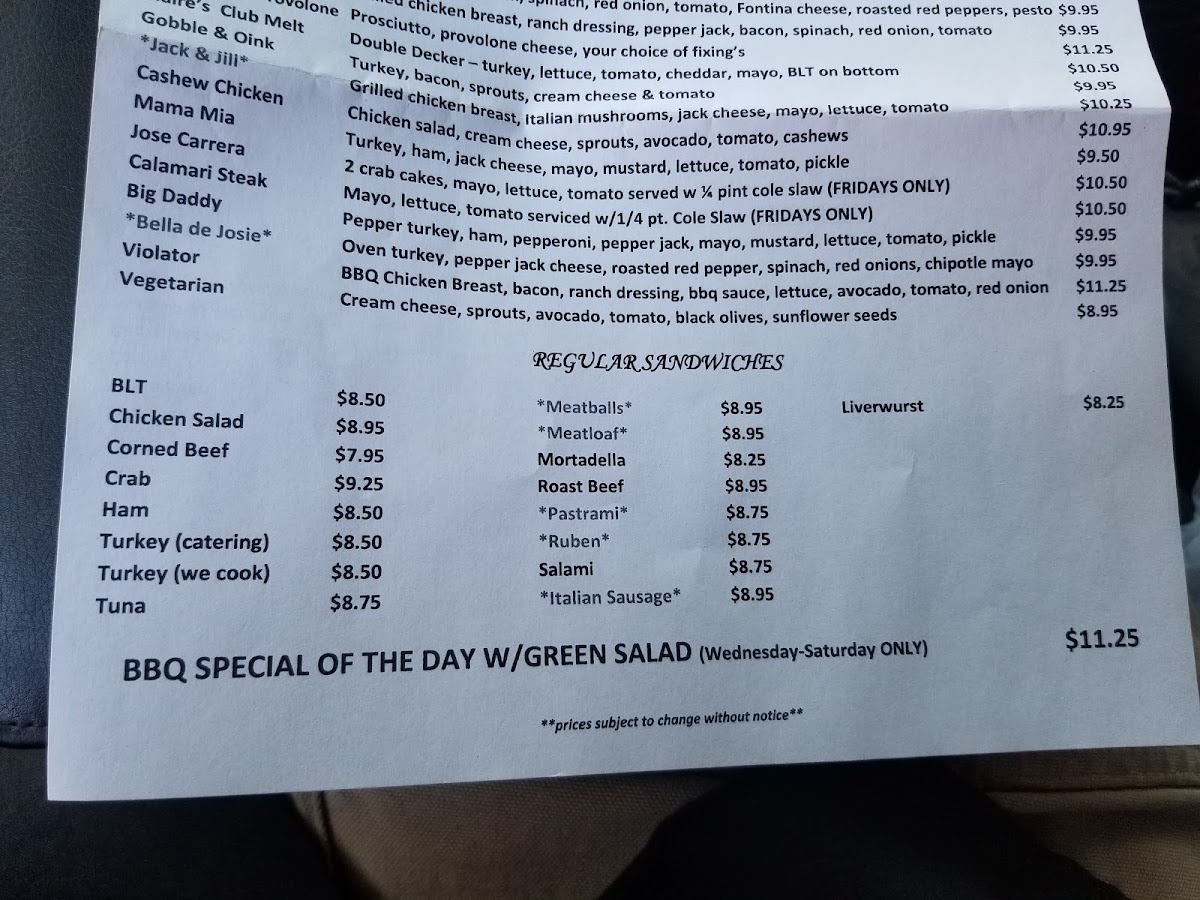 red onion, tomato, Fontina cheese, roasted red peppers, pesto $9.95
chicken breast, ranch dressing, pepper jack, bacon, spinach, red onion, tomato $9.95
Prosciutto, provolone cheese, your choice of fixing's $11.25
Club Melt Double Decker – turkey, lettuce, tomato, cheddar, mayo, BLT on bottom $10.50
Gobble & Oink Turkey, bacon, sprouts, cream cheese & tomato $9.95
*Jack & Jill* Grilled chicken breast, Italian mushrooms, jack cheese, mayo, lettuce, tomato $10.25
Cashew Chicken Chicken salad, cream cheese, sprouts, avocado, tomato, cashews $10.95
Mama Mia Turkey, ham, jack cheese, mayo, mustard, lettuce, tomato, pickle $9.50
Jose Carrera 2 crab cakes, mayo, lettuce, tomato served w ¼ pint cole slaw (FRIDAYS ONLY) $10.50
Calamari Steak Mayo, lettuce, tomato serviced w/1/4 pt. Cole Slaw (FRIDAYS ONLY) $10.50
Big Daddy Pepper turkey, ham, pepperoni, pepper jack, mayo, mustard, lettuce, tomato, pickle $9.95
*Bella de Josie* Oven turkey, pepper jack cheese, roasted red pepper, spinach, red onions, chipotle mayo $9.95
Violator BBQ Chicken Breast, bacon, ranch dressing, bbq sauce, lettuce, avocado, tomato, red onion $11.25
Vegetarian Cream cheese, sprouts, avocado, tomato, black olives, sunflower seeds $8.95
REGULAR SANDWICHES
BLT $8.50 *Meatballs* $8.95 Liverwurst $8.25
Chicken Salad $8.95 *Meatloaf* $8.95
Corned Beef $7.95 Mortadella $8.25
Crab $9.25 Roast Beef $8.95
Ham $8.50 *Pastrami* $8.75
Turkey (catering) $8.50 *Ruben* $8.75
Turkey (we cook) $8.50 Salami $8.75
Tuna $8.75 *Italian Sausage* $8.95
BBQ SPECIAL OF THE DAY W/GREEN SALAD (Wednesday-Saturday ONLY) $11.25
**prices subject to change without notice**